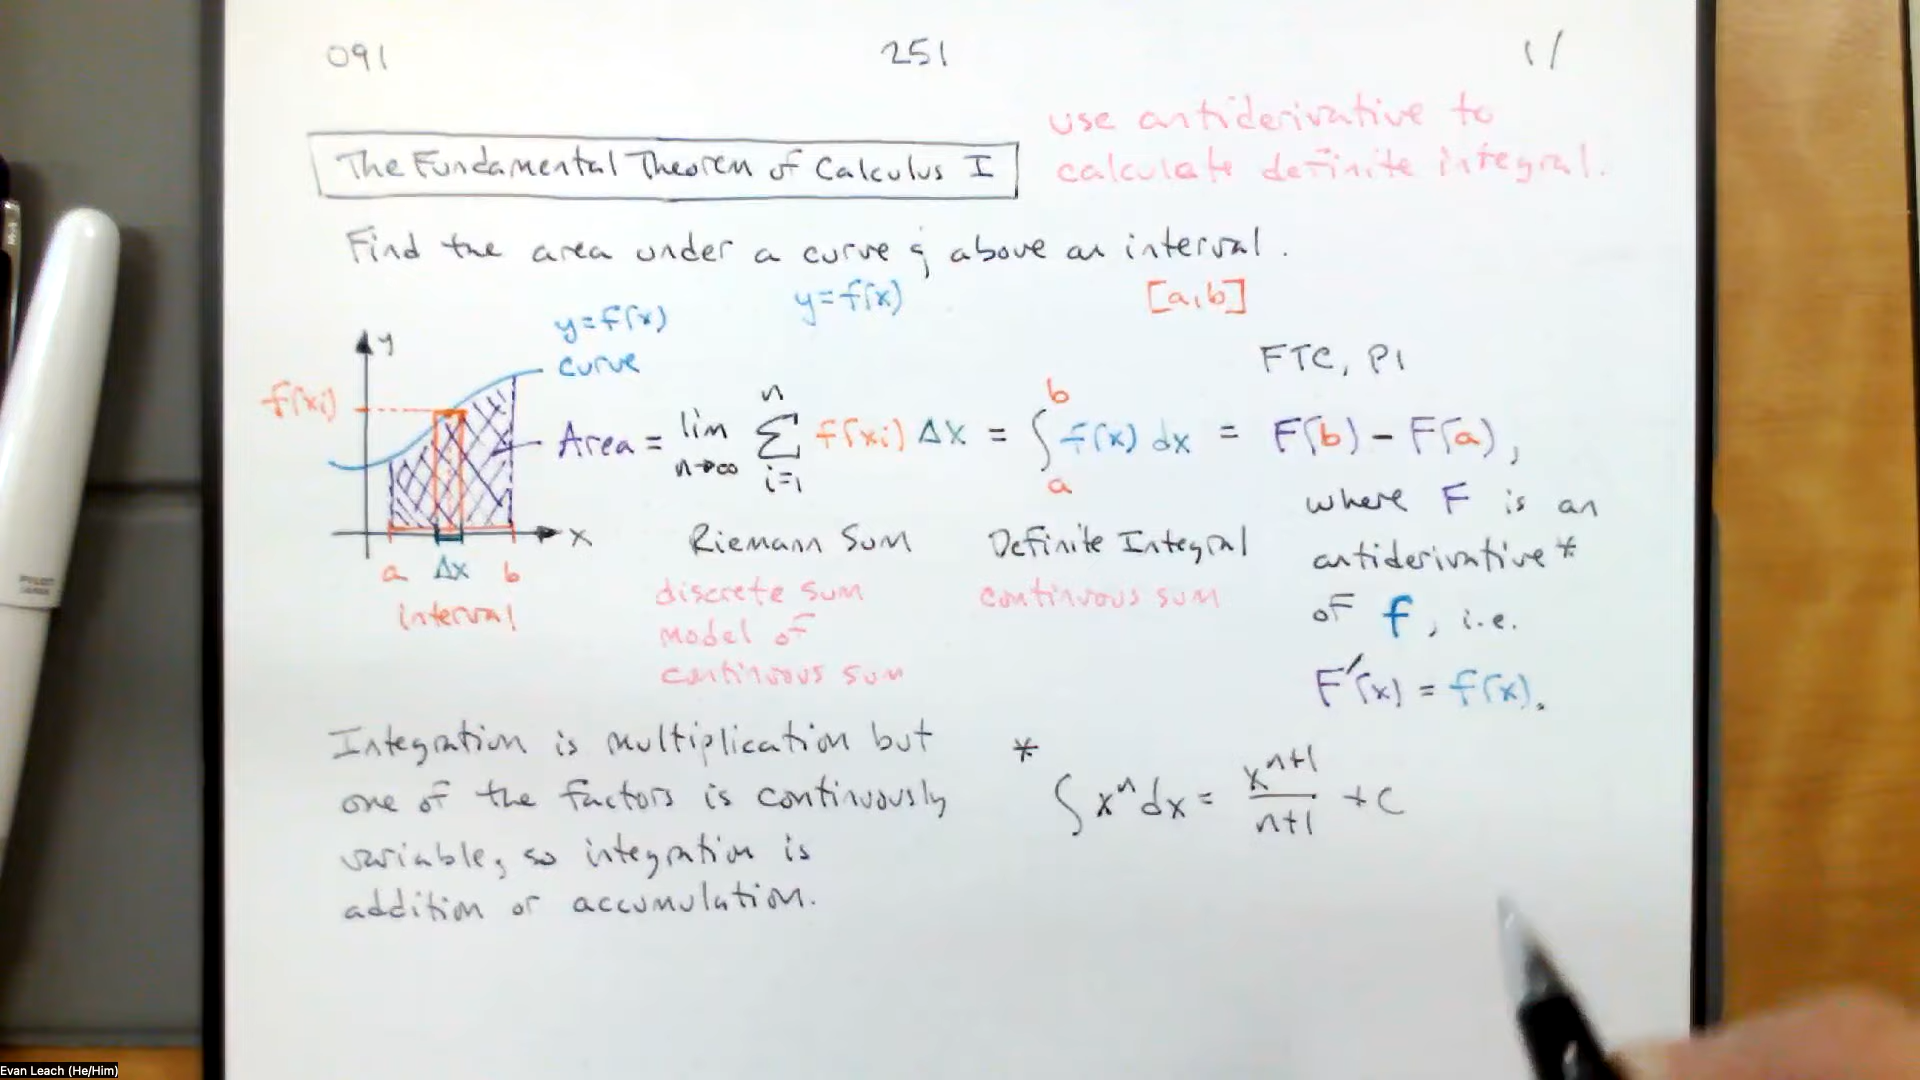 091 251 1/
use antiderivative to
calculate definite integral.
The Fundamental Theorem of Calculus I
Find the area under a curve & above an interval.
y=f(x) [a,b]
y=f(x)
curve
y
f(xi)
x
a Δx b
interval
Area = lim n→∞ n Σ i=1 f(xi) Δx = ∫ b a f(x) dx = F(b) - F(a),
FTC, P1
where F is an
antiderivative*
of f, i.e.
F'(x) = f(x).
Riemann Sum
discrete sum
model of
continuous sum
Definite Integral
continuous sum
Integration is multiplication but
one of the factors is continuously
variable, so integration is
addition or accumulation.
* ∫ xⁿ dx = xⁿ⁺¹/n+1 + C
Evan Leach (He/Him)